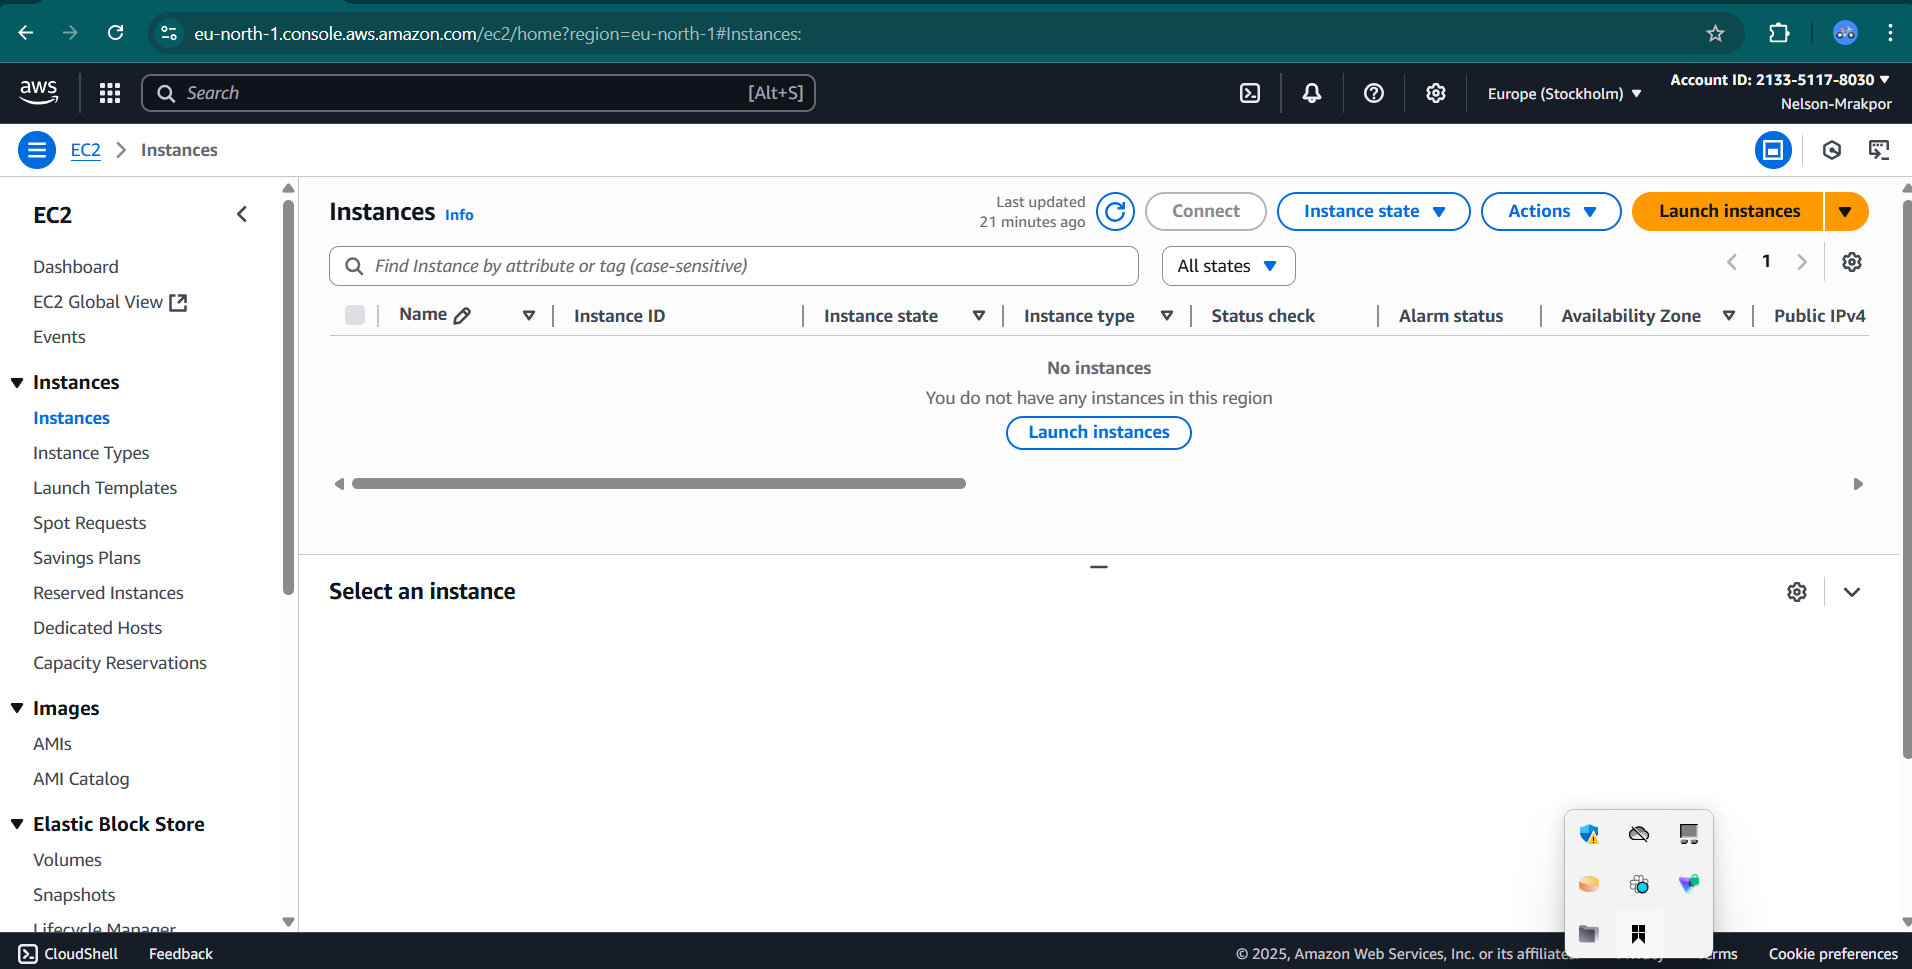 eu-north-1.console.aws.amazon.com/ec2/home?region=eu-north-1#Instances:
aws
Search
[Alt+S]
Europe (Stockholm)
Account ID: 2133-5117-8030
Nelson-Mrakpor
EC2
Instances
EC2
Dashboard
EC2 Global View
Events
Instances
Instances
Instance Types
Launch Templates
Spot Requests
Savings Plans
Reserved Instances
Dedicated Hosts
Capacity Reservations
Images
AMIs
AMI Catalog
Elastic Block Store
Volumes
Snapshots
Lifecycle Manager
Instances Info
Last updated
21 minutes ago
Connect
Instance state
Actions
Launch instances
Find Instance by attribute or tag (case-sensitive)
All states
1
Name
Instance ID
Instance state
Instance type
Status check
Alarm status
Availability Zone
Public IPv4
No instances
You do not have any instances in this region
Launch instances
Select an instance
CloudShell
Feedback
© 2025, Amazon Web Services, Inc. or its affiliates.
Cookie preferences